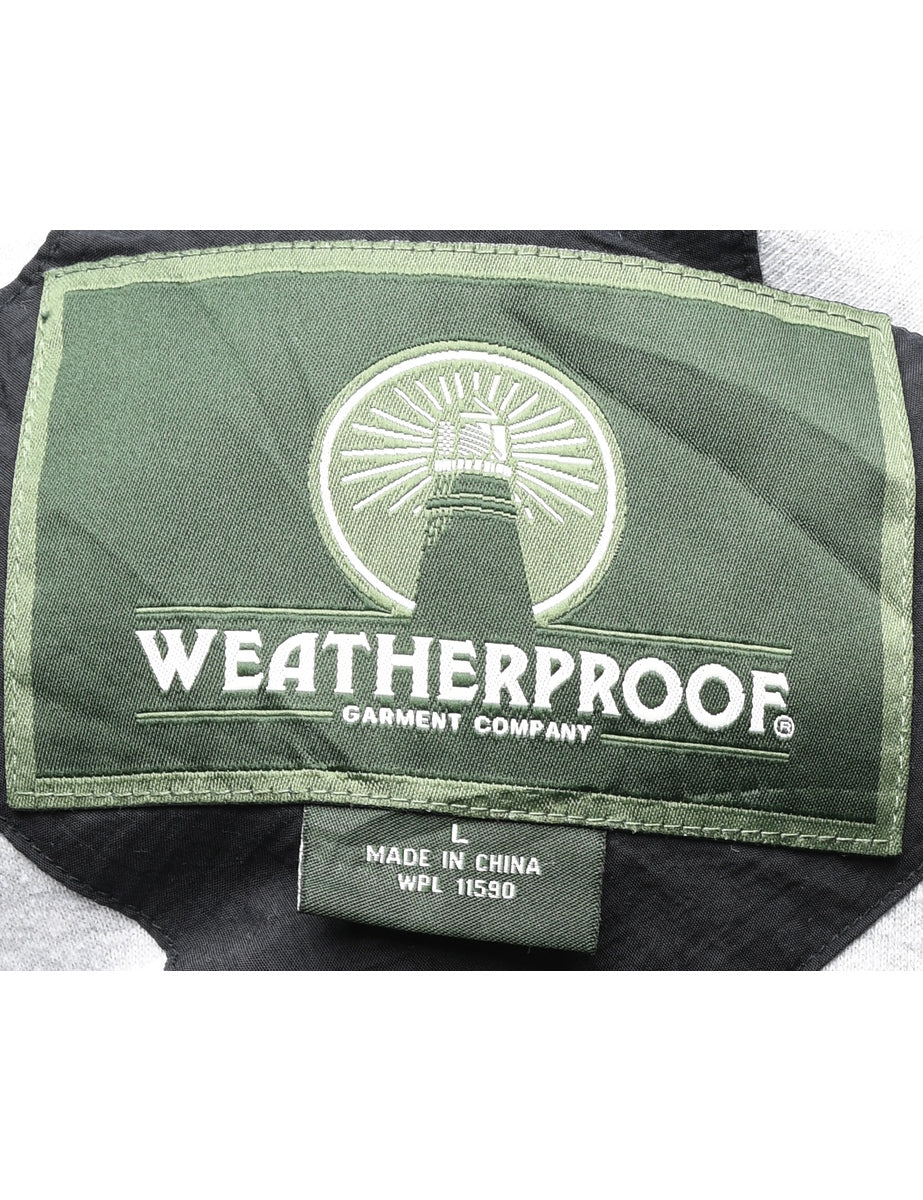 WEATHERPROOF®
GARMENT COMPANY
L
MADE IN CHINA
WPL 11590